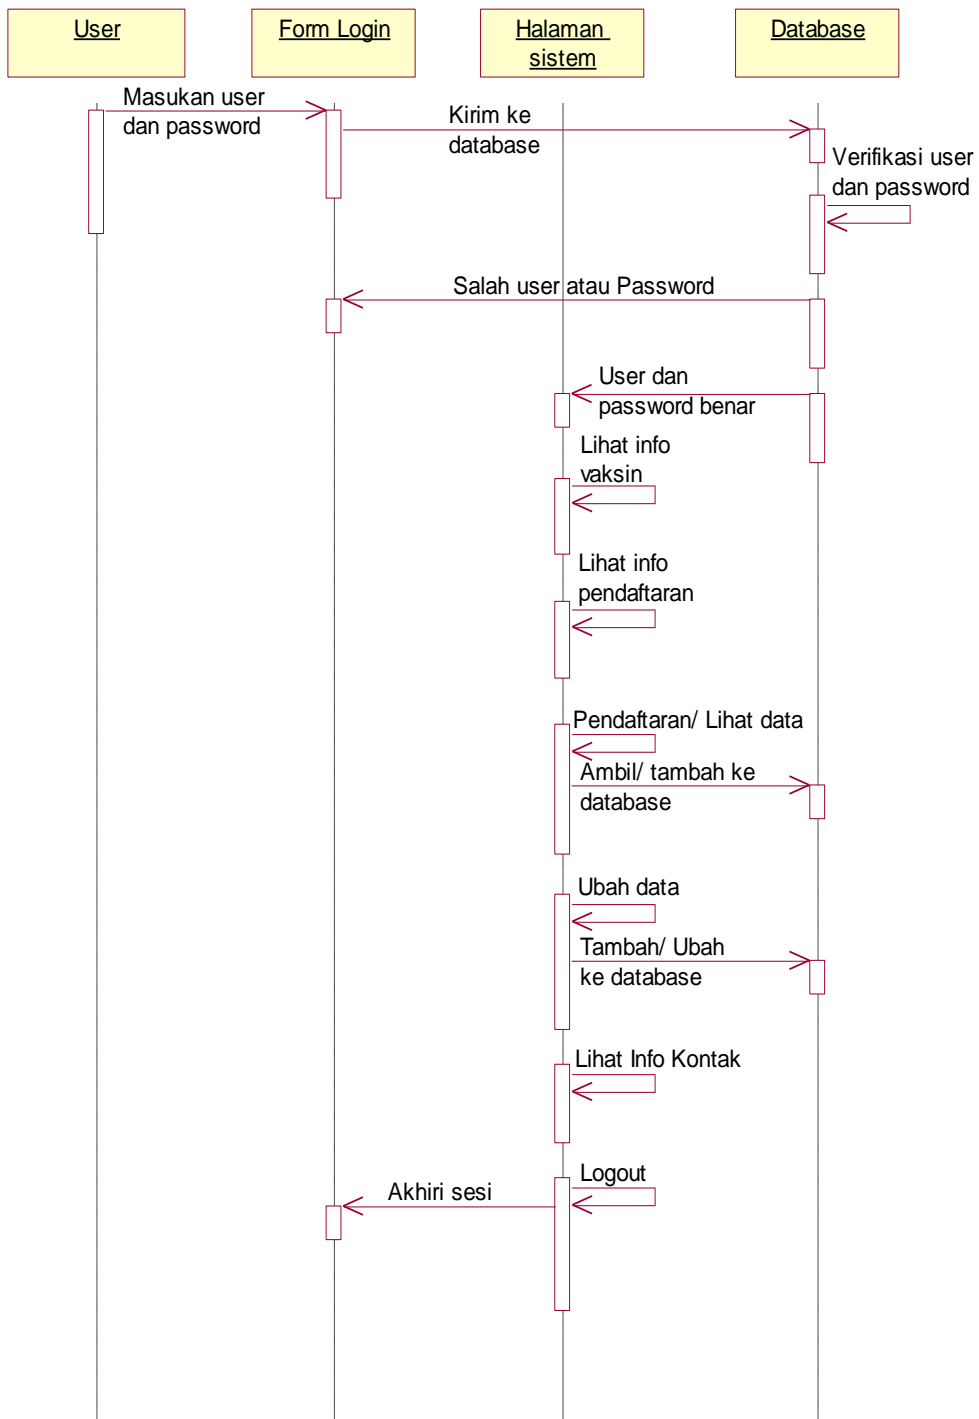 User
Form Login
Halaman
sistem
Database
Masukan user
dan password
Kirim ke
database
Verifikasi user
dan password
Salah user atau Password
User dan
password benar
Lihat info
vaksin
Lihat info
pendaftaran
Pendaftaran/ Lihat data
Ambil/ tambah ke
database
Ubah data
Tambah/ Ubah
ke database
Lihat Info Kontak
Logout
Akhiri sesi